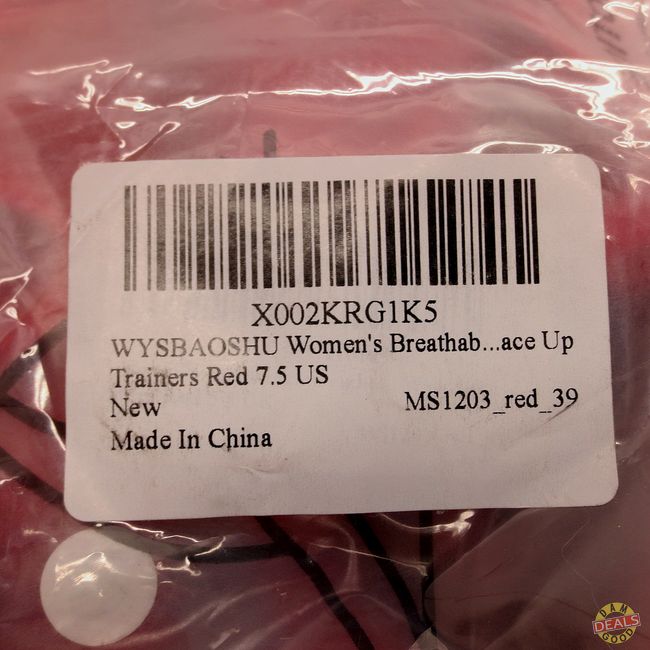 X002KRG1K5
WYSBAOSHU Women's Breathab...ace Up
Trainers Red 7.5 US
New MS1203_red_39
Made In China
DAM
DEALS
GOOD